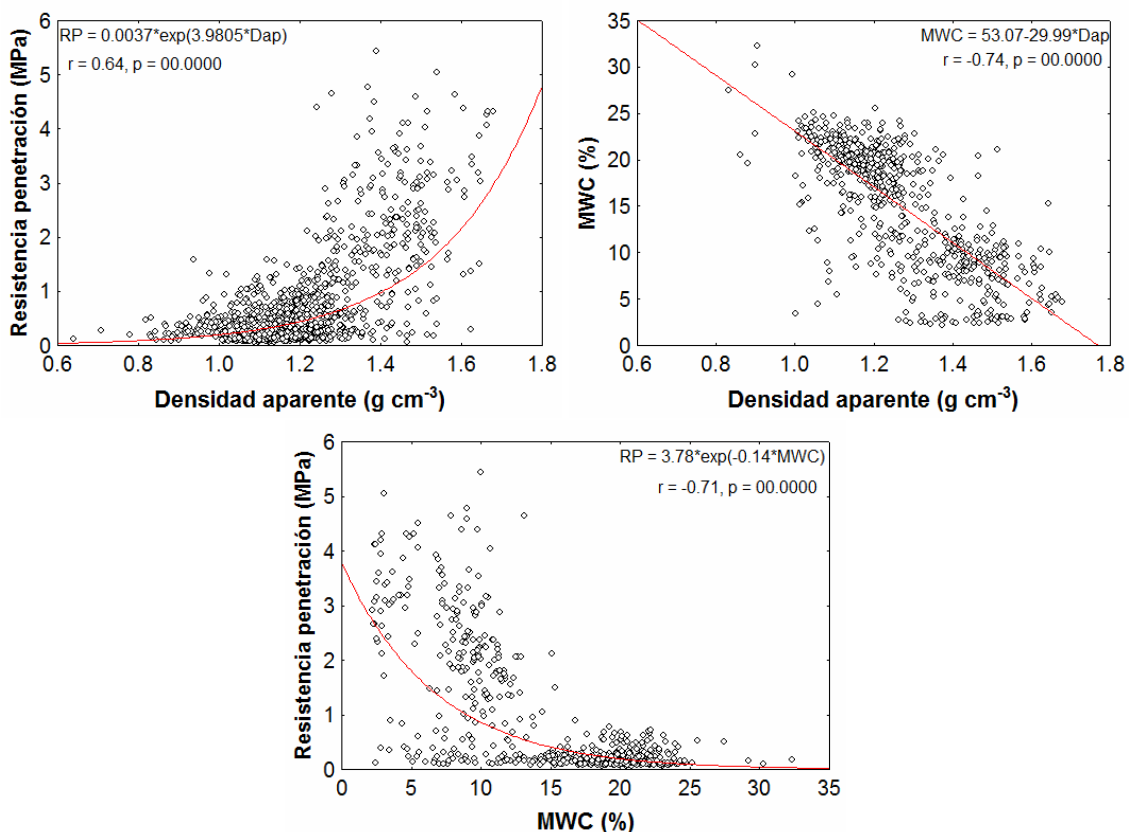 RP = 0.0037*exp(3.9805*Dap)
r = 0.64, p = 00.0000
Resistencia penetración (MPa)
6
5
4
3
2
1
0
0.6 0.8 1.0 1.2 1.4 1.6 1.8
Densidad aparente (g cm-3)
MWC = 53.07-29.99*Dap
r = -0.74, p = 00.0000
MWC (%)
35
30
25
20
15
10
5
0
0.6 0.8 1.0 1.2 1.4 1.6 1.8
Densidad aparente (g cm-3)
RP = 3.78*exp(-0.14*MWC)
r = -0.71, p = 00.0000
Resistencia penetración (MPa)
6
5
4
3
2
1
0
0 5 10 15 20 25 30 35
MWC (%)